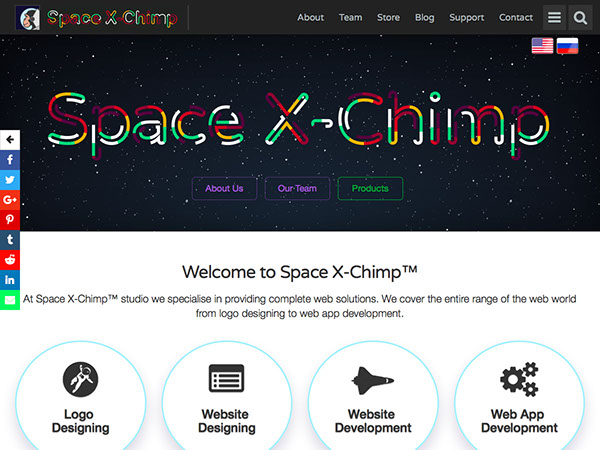 Space X-Chimp
About Team Store Blog Support Contact
Space X-Chimp
About Us Our Team Products
Welcome to Space X-Chimp™
At Space X-Chimp™ studio we specialise in providing complete web solutions. We cover the entire range of the web world
from logo designing to web app development.
Logo
Designing
Website
Designing
Website
Development
Web App
Development